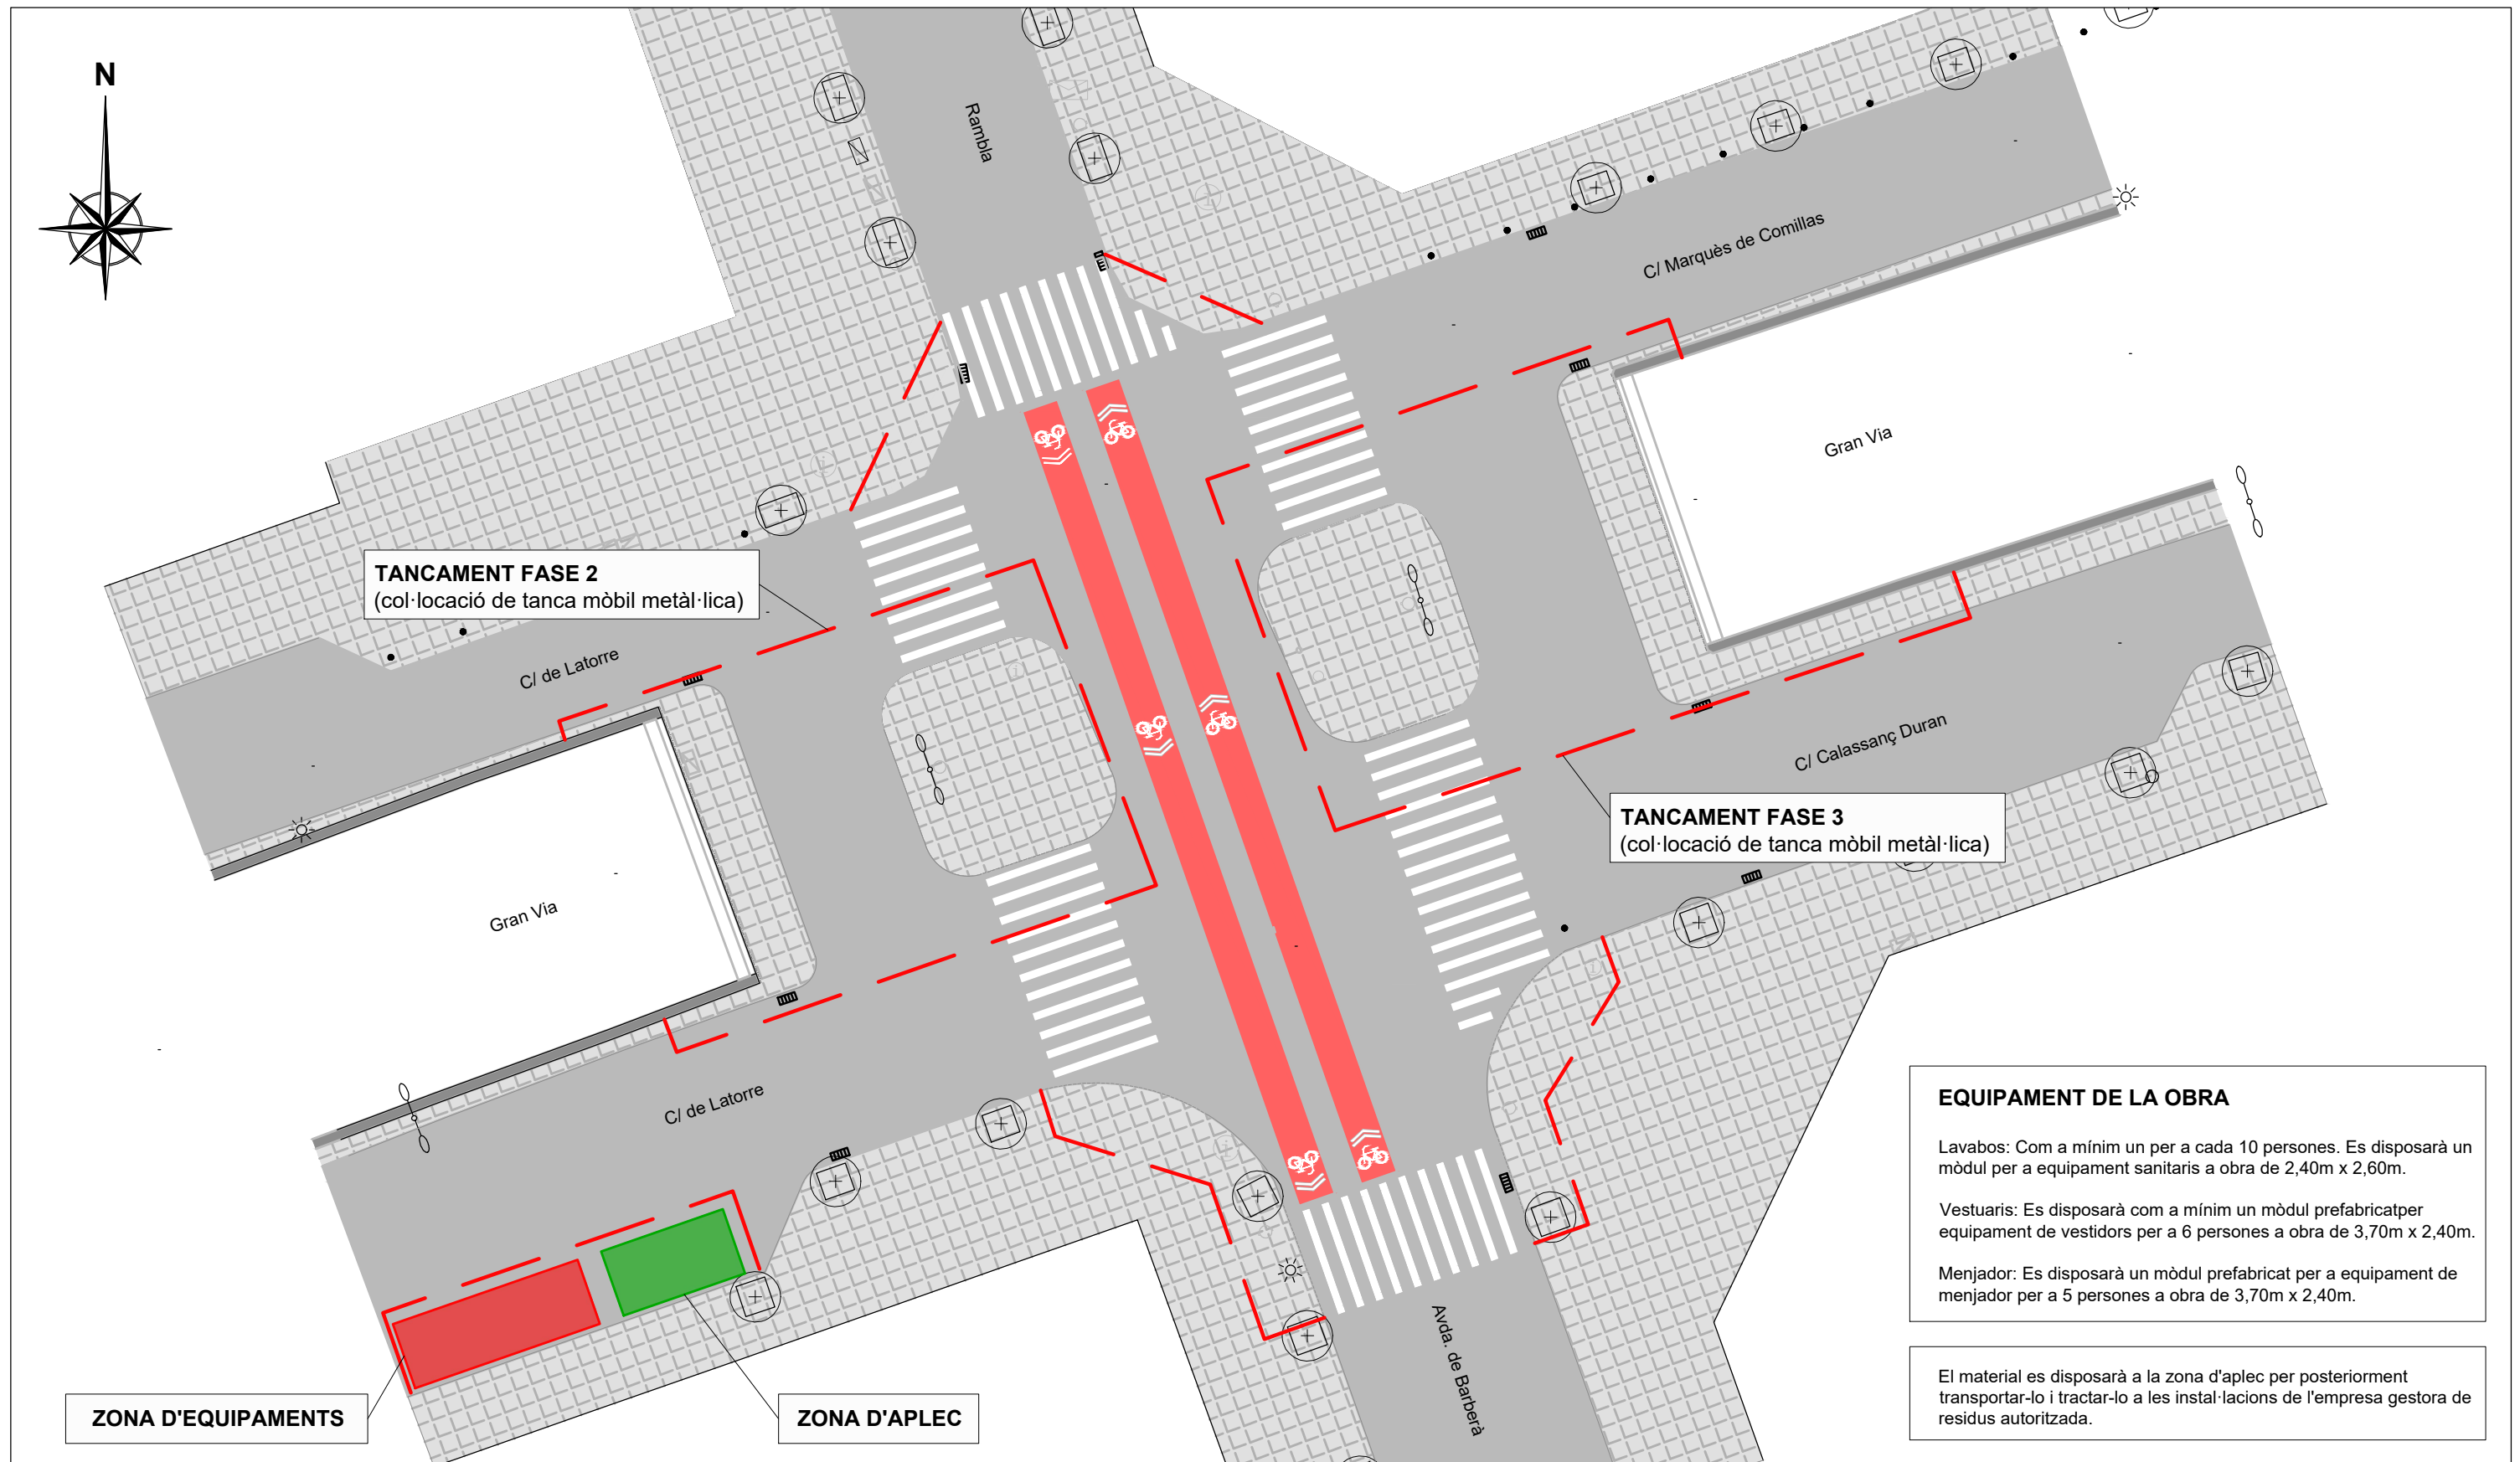 N
Rambla
C/ Marquès de Comillas
Gran Via
TANCAMENT FASE 2
(col·locació de tanca mòbil metàl·lica)
C/ de Latorre
C/ Calassanç Duran
TANCAMENT FASE 3
(col·locació de tanca mòbil metàl·lica)
Gran Via
C/ de Latorre
Avda. de Barberà
ZONA D'EQUIPAMENTS
ZONA D'APLEC
EQUIPAMENT DE LA OBRA
Lavabos: Com a mínim un per a cada 10 persones. Es disposarà un
mòdul per a equipament sanitaris a obra de 2,40m x 2,60m.
Vestuaris: Es disposarà com a mínim un mòdul prefabricatper
equipament de vestidors per a 6 persones a obra de 3,70m x 2,40m.
Menjador: Es disposarà un mòdul prefabricat per a equipament de
menjador per a 5 persones a obra de 3,70m x 2,40m.
El material es disposarà a la zona d'aplec per posteriorment
transportar-lo i tractar-lo a les instal·lacions de l'empresa gestora de
residus autoritzada.